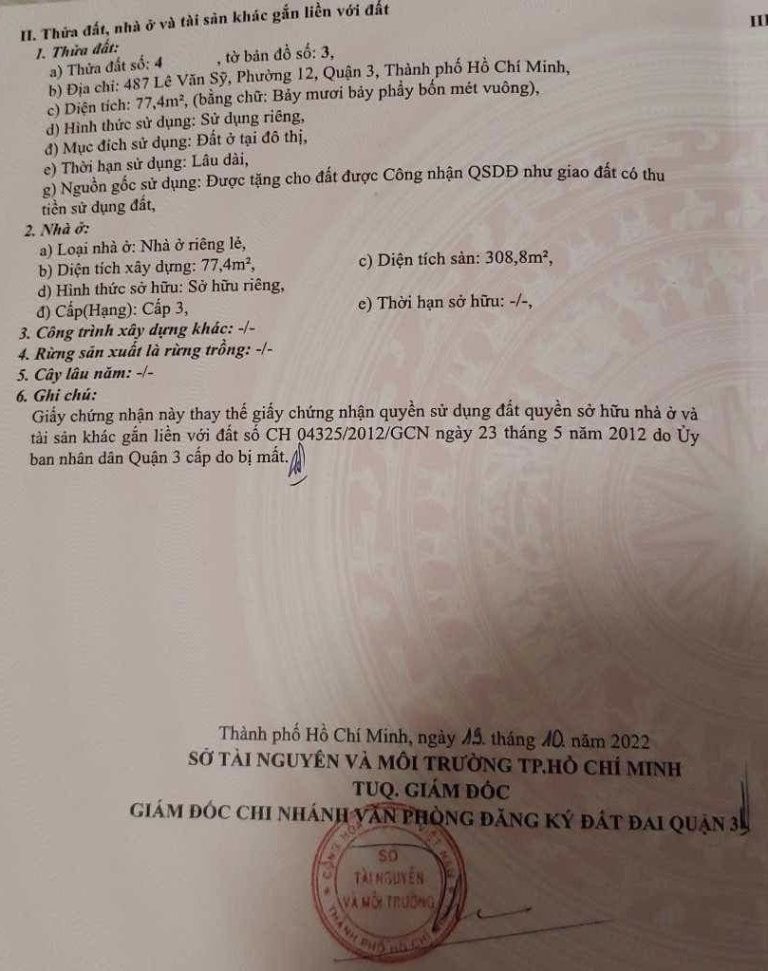 II. Thửa đất, nhà ở và tài sản khác gắn liền với đất
III
1. Thửa đất:
a) Thửa đất số: 4 , tờ bản đồ số: 3,
b) Địa chỉ: 487 Lê Văn Sỹ, Phường 12, Quận 3, Thành phố Hồ Chí Minh,
c) Diện tích: 77,4m², (bằng chữ: Bảy mươi bảy phẩy bốn mét vuông),
d) Hình thức sử dụng: Sử dụng riêng,
đ) Mục đích sử dụng: Đất ở tại đô thị,
e) Thời hạn sử dụng: Lâu dài,
g) Nguồn gốc sử dụng: Được tặng cho đất được Công nhận QSDĐ như giao đất có thu
tiền sử dụng đất,
2. Nhà ở:
a) Loại nhà ở: Nhà ở riêng lẻ,
b) Diện tích xây dựng: 77,4m², c) Diện tích sàn: 308,8m²,
d) Hình thức sở hữu: Sở hữu riêng,
đ) Cấp(Hạng): Cấp 3, e) Thời hạn sở hữu: -/-,
3. Công trình xây dựng khác: -/-
4. Rừng sản xuất là rừng trồng: -/-
5. Cây lâu năm: -/-
6. Ghi chú:
Giấy chứng nhận này thay thế giấy chứng nhận quyền sử dụng đất quyền sở hữu nhà ở và
tài sản khác gắn liền với đất số CH 04325/2012/GCN ngày 23 tháng 5 năm 2012 do Ủy
ban nhân dân Quận 3 cấp do bị mất.
Thành phố Hồ Chí Minh, ngày 19. tháng 10. năm 2022
SỞ TÀI NGUYÊN VÀ MÔI TRƯỜNG TP.HỒ CHÍ MINH
TUQ. GIÁM ĐỐC
GIÁM ĐỐC CHI NHÁNH VĂN PHÒNG ĐĂNG KÝ ĐẤT ĐAI QUẬN 3
SỞ
TÀI NGUYÊN
VÀ MÔI TRƯỜNG
THÀNH PHỐ HỒ CHÍ